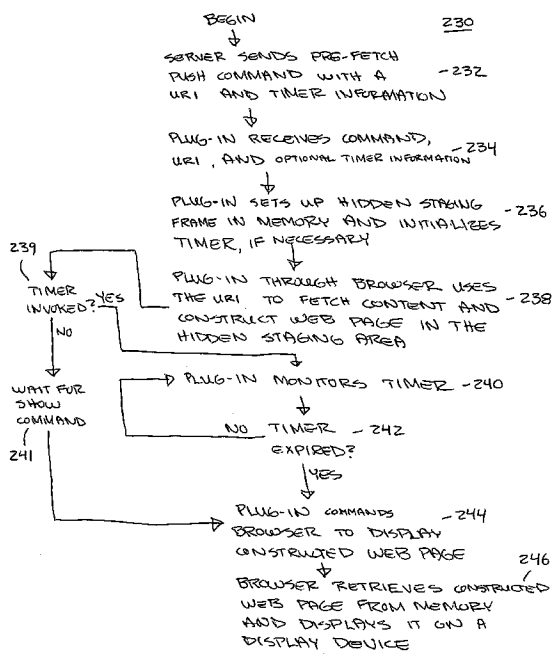 BEGIN
230
SERVER SENDS PRE-FETCH
PUSH COMMAND WITH A - 232
URI AND TIMER INFORMATION
PLUG-IN RECEIVES COMMAND, - 234
URI, AND OPTIONAL TIMER INFORMATION
PLUG-IN SETS UP HIDDEN STAGING
FRAME IN MEMORY AND INITIALIZES - 236
TIMER, IF NECESSARY
239
TIMER
INVOKED? YES
NO
PLUG-IN THROUGH BROWSER USES
THE URI TO FETCH CONTENT AND - 238
CONSTRUCT WEB PAGE IN THE
HIDDEN STAGING AREA
WAIT FOR
SHOW
COMMAND
241
PLUG-IN MONITORS TIMER - 240
NO TIMER - 242
EXPIRED?
YES
PLUG-IN COMMANDS - 244
BROWSER TO DISPLAY
CONSTRUCTED WEB PAGE
246
BROWSER RETRIEVES CONSTRUCTED
WEB PAGE FROM MEMORY
AND DISPLAYS IT ON A
DISPLAY DEVICE